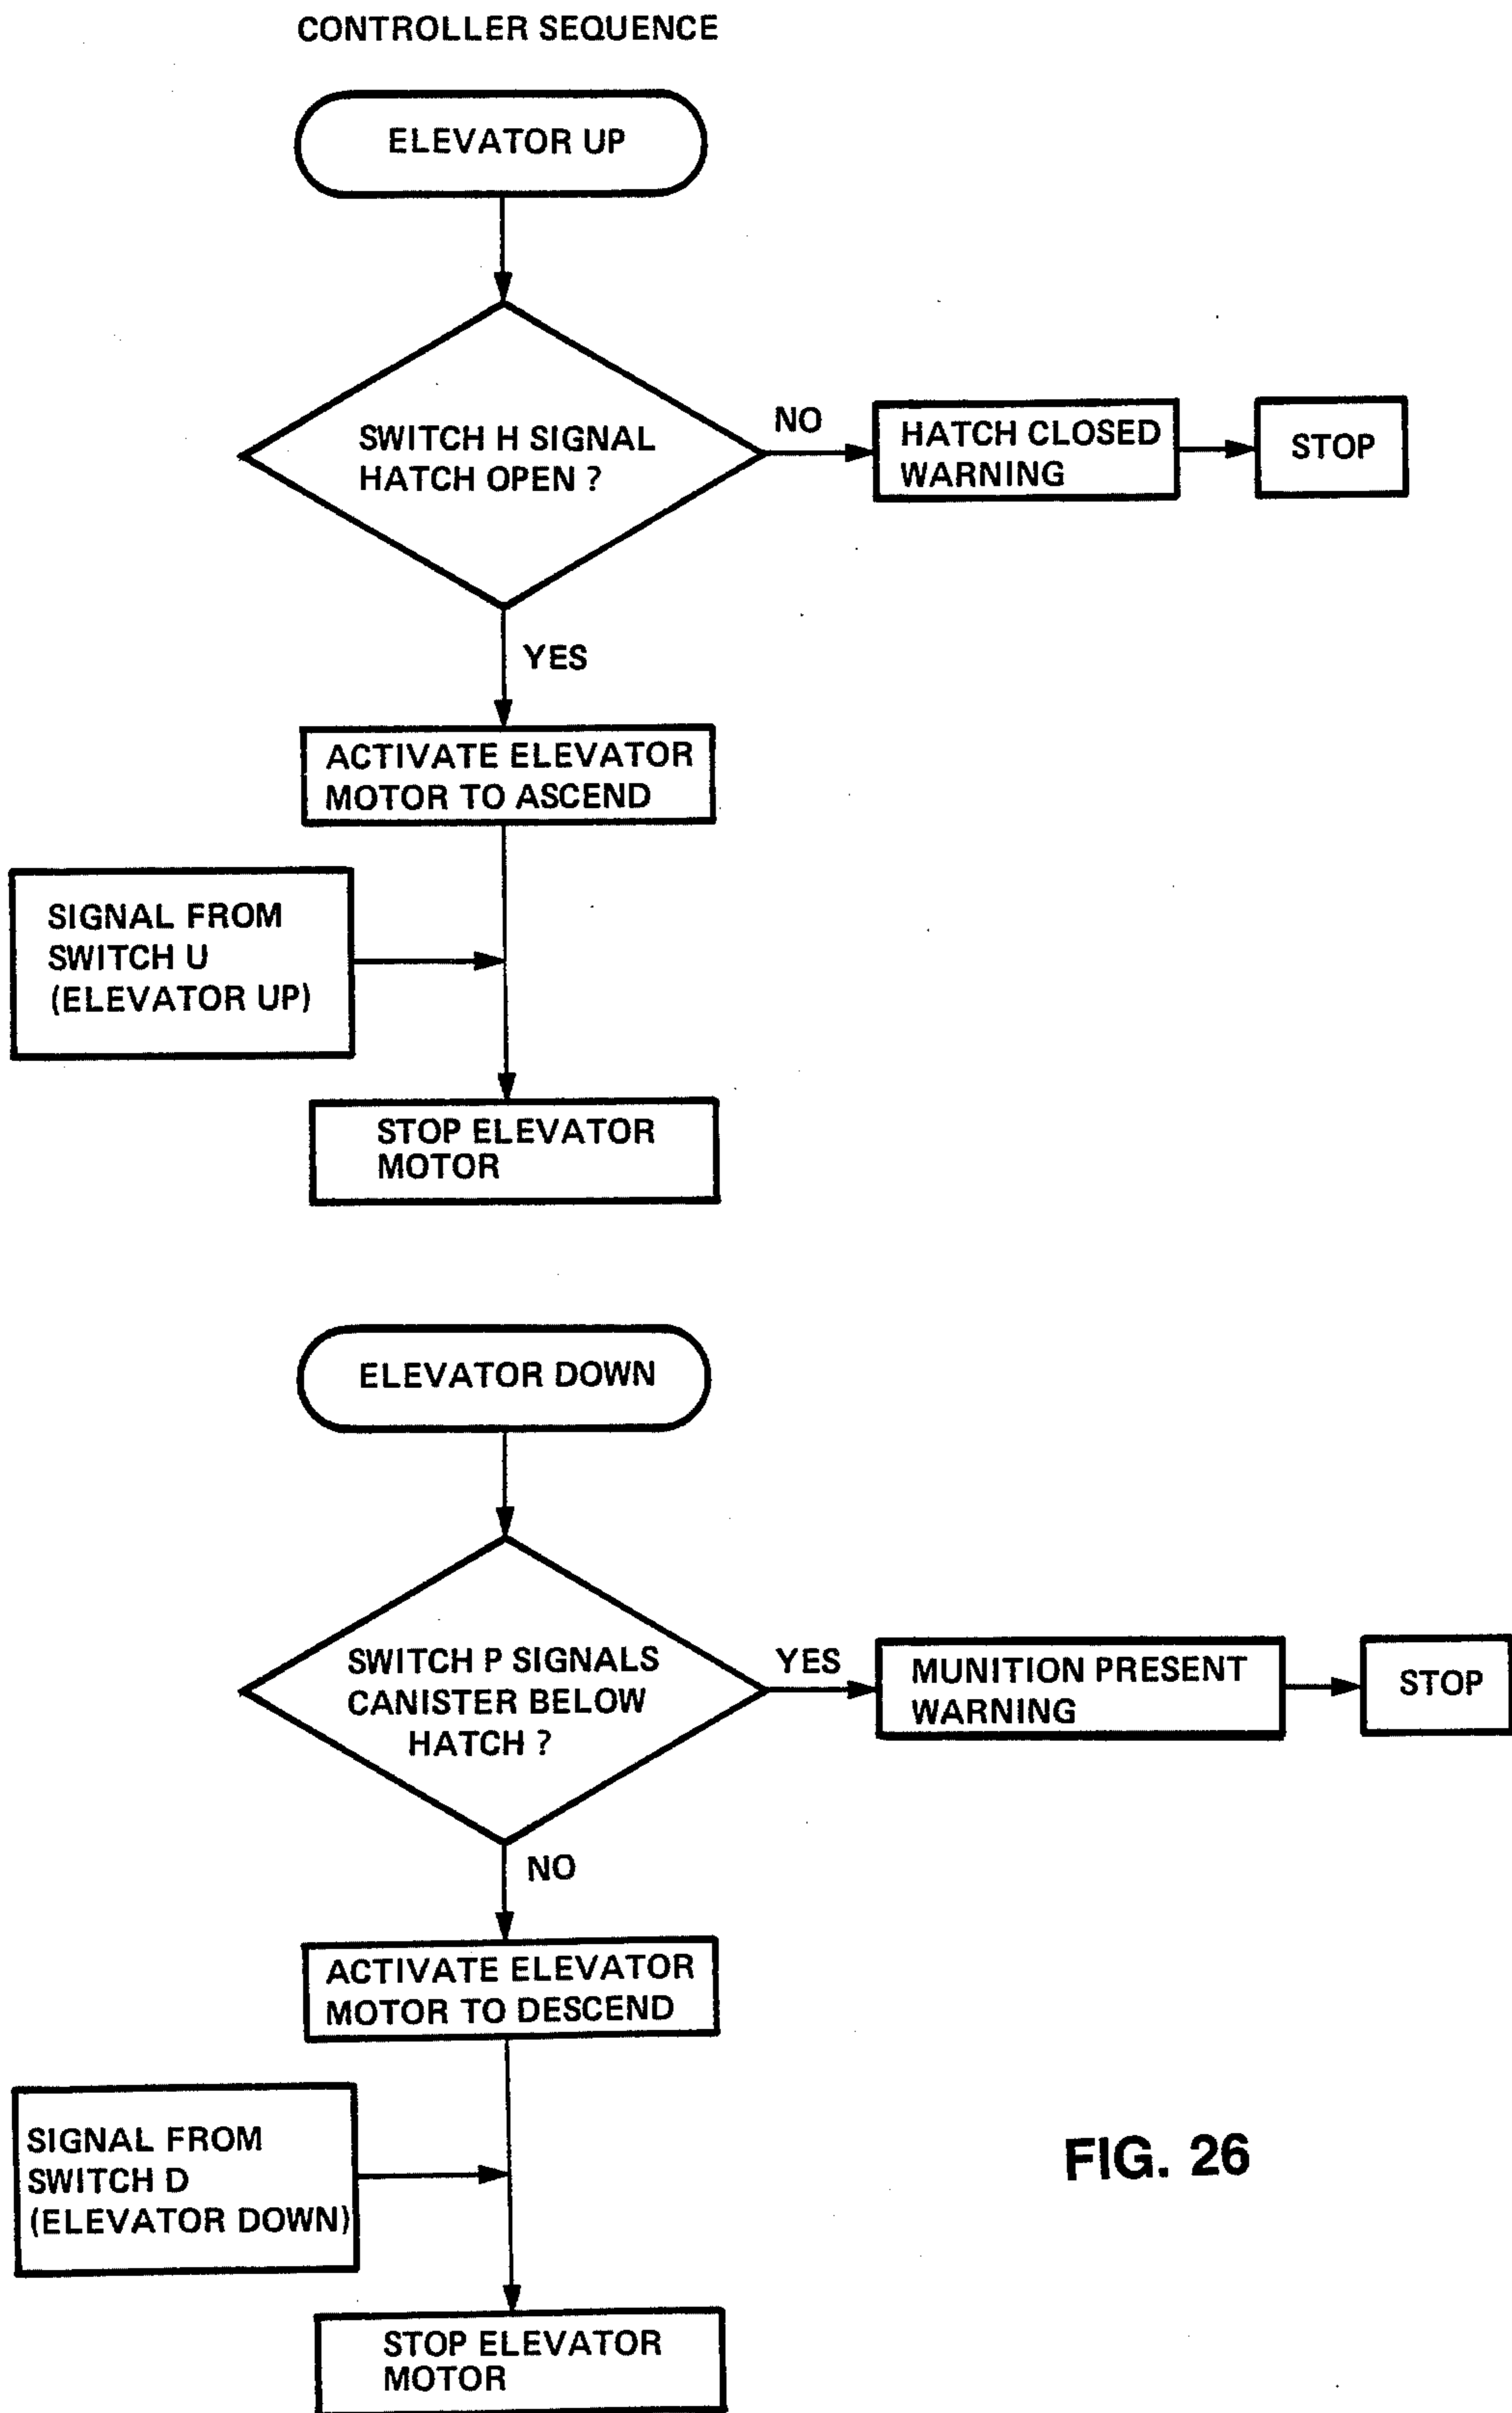 CONTROLLER SEQUENCE
ELEVATOR UP
SWITCH H SIGNAL
HATCH OPEN ?
NO
HATCH CLOSED
WARNING
STOP
YES
ACTIVATE ELEVATOR
MOTOR TO ASCEND
SIGNAL FROM
SWITCH U
(ELEVATOR UP)
STOP ELEVATOR
MOTOR
ELEVATOR DOWN
SWITCH P SIGNALS
CANISTER BELOW
HATCH ?
YES
MUNITION PRESENT
WARNING
STOP
NO
ACTIVATE ELEVATOR
MOTOR TO DESCEND
SIGNAL FROM
SWITCH D
(ELEVATOR DOWN)
STOP ELEVATOR
MOTOR
FIG. 26